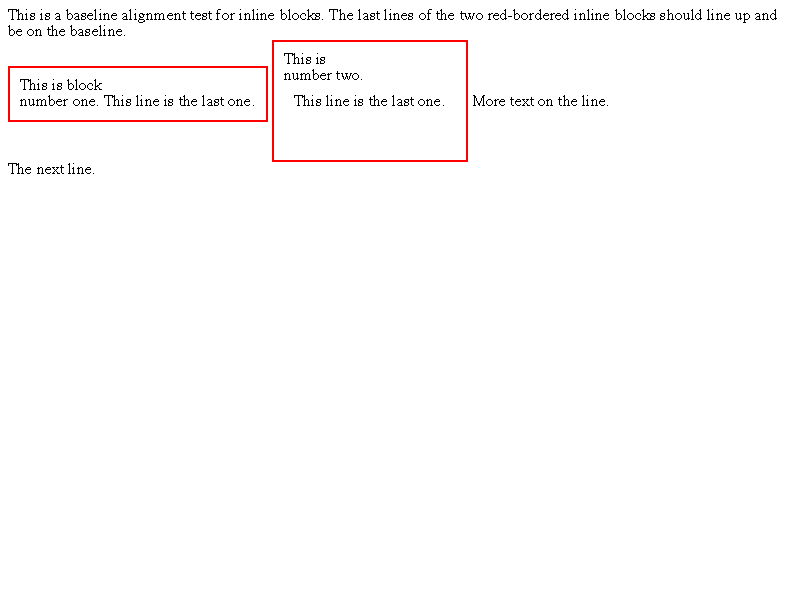 This is a baseline alignment test for inline blocks. The last lines of the two red-bordered inline blocks should line up and
be on the baseline.
This is block
number one. This line is the last one.
This is
number two.
This line is the last one.
More text on the line.
The next line.